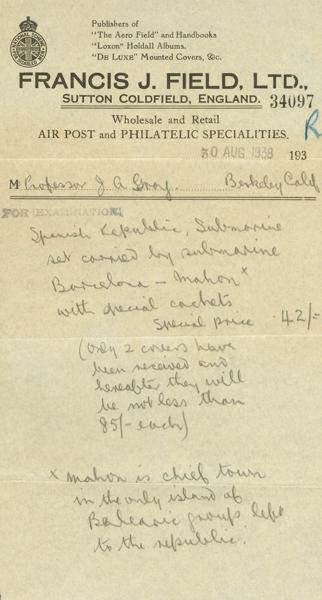 Publishers of
"The Aero Field" and Handbooks
"Loxon" Holdall Albums.
"De Luxe" Mounted Covers, &c.
FRANCIS J. FIELD, LTD.,
SUTTON COLDFIELD, ENGLAND. 34097
Wholesale and Retail
AIR POST and PHILATELIC SPECIALITIES. R
30 AUG 1938 193
M Professor J A Gray. Berkeley Calif
FOR EXAMINATION
Spanish Republic, Submarine
set carried by submarine
Barcelona - Mahon x
with special cachets
Special price 42/-
(Only 2 covers have
been received and
hereafter they will
be not less than
85/- each)
x Mahon is chief town
in the only island of
Balearic group left
to the republic.